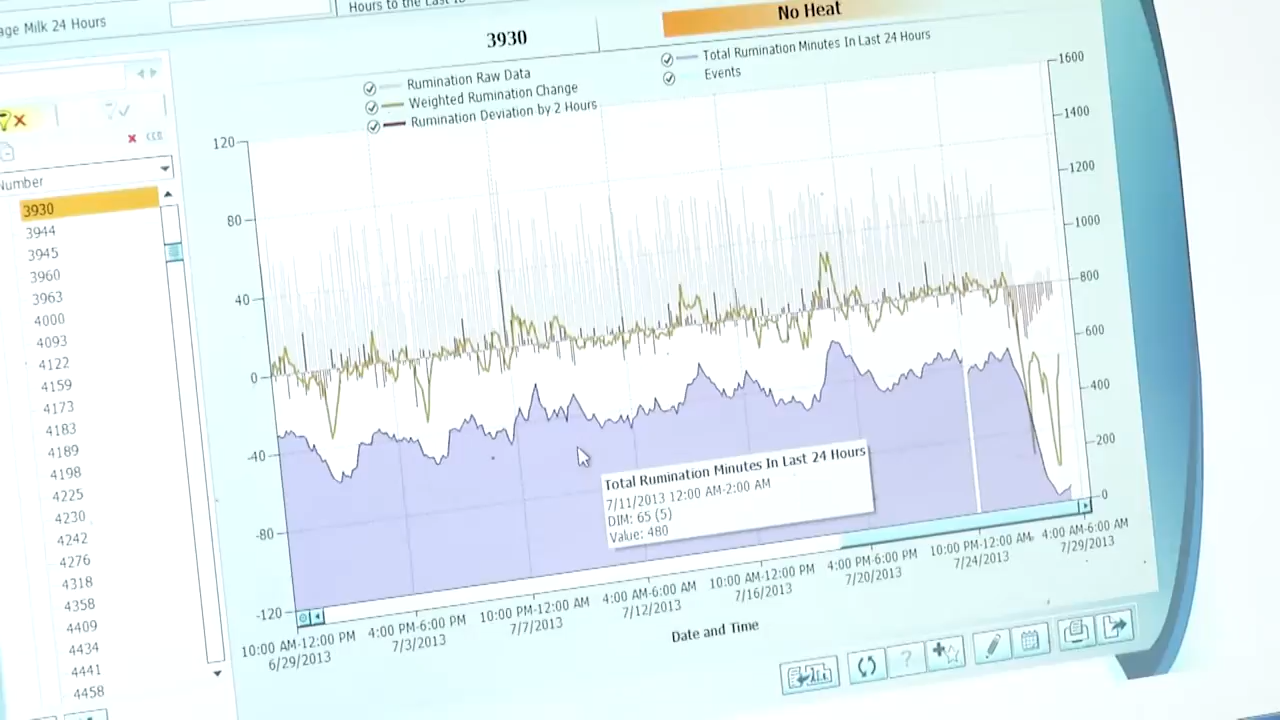 age Milk 24 Hours
Hours to the Last
3930
No Heat
Rumination Raw Data
Weighted Rumination Change
Rumination Deviation by 2 Hours
Total Rumination Minutes In Last 24 Hours
Events
Number
3930
3944
3945
3960
3963
4000
4093
4122
4159
4173
4183
4189
4198
4225
4230
4242
4276
4318
4358
4409
4434
4441
4458
120
80
40
0
-40
-80
-120
1600
1400
1200
1000
800
600
400
200
0
Total Rumination Minutes In Last 24 Hours
7/11/2013 12:00 AM-2:00 AM
DIM: 65 (5)
Value: 480
10:00 AM-12:00 PM
6/29/2013
4:00 PM-6:00 PM
7/3/2013
10:00 PM-12:00 AM
7/7/2013
4:00 AM-6:00 AM
7/12/2013
10:00 AM-12:00 PM
7/16/2013
4:00 PM-6:00 PM
7/20/2013
10:00 PM-12:00 AM
7/24/2013
4:00 AM-6:00 AM
7/29/2013
Date and Time
?